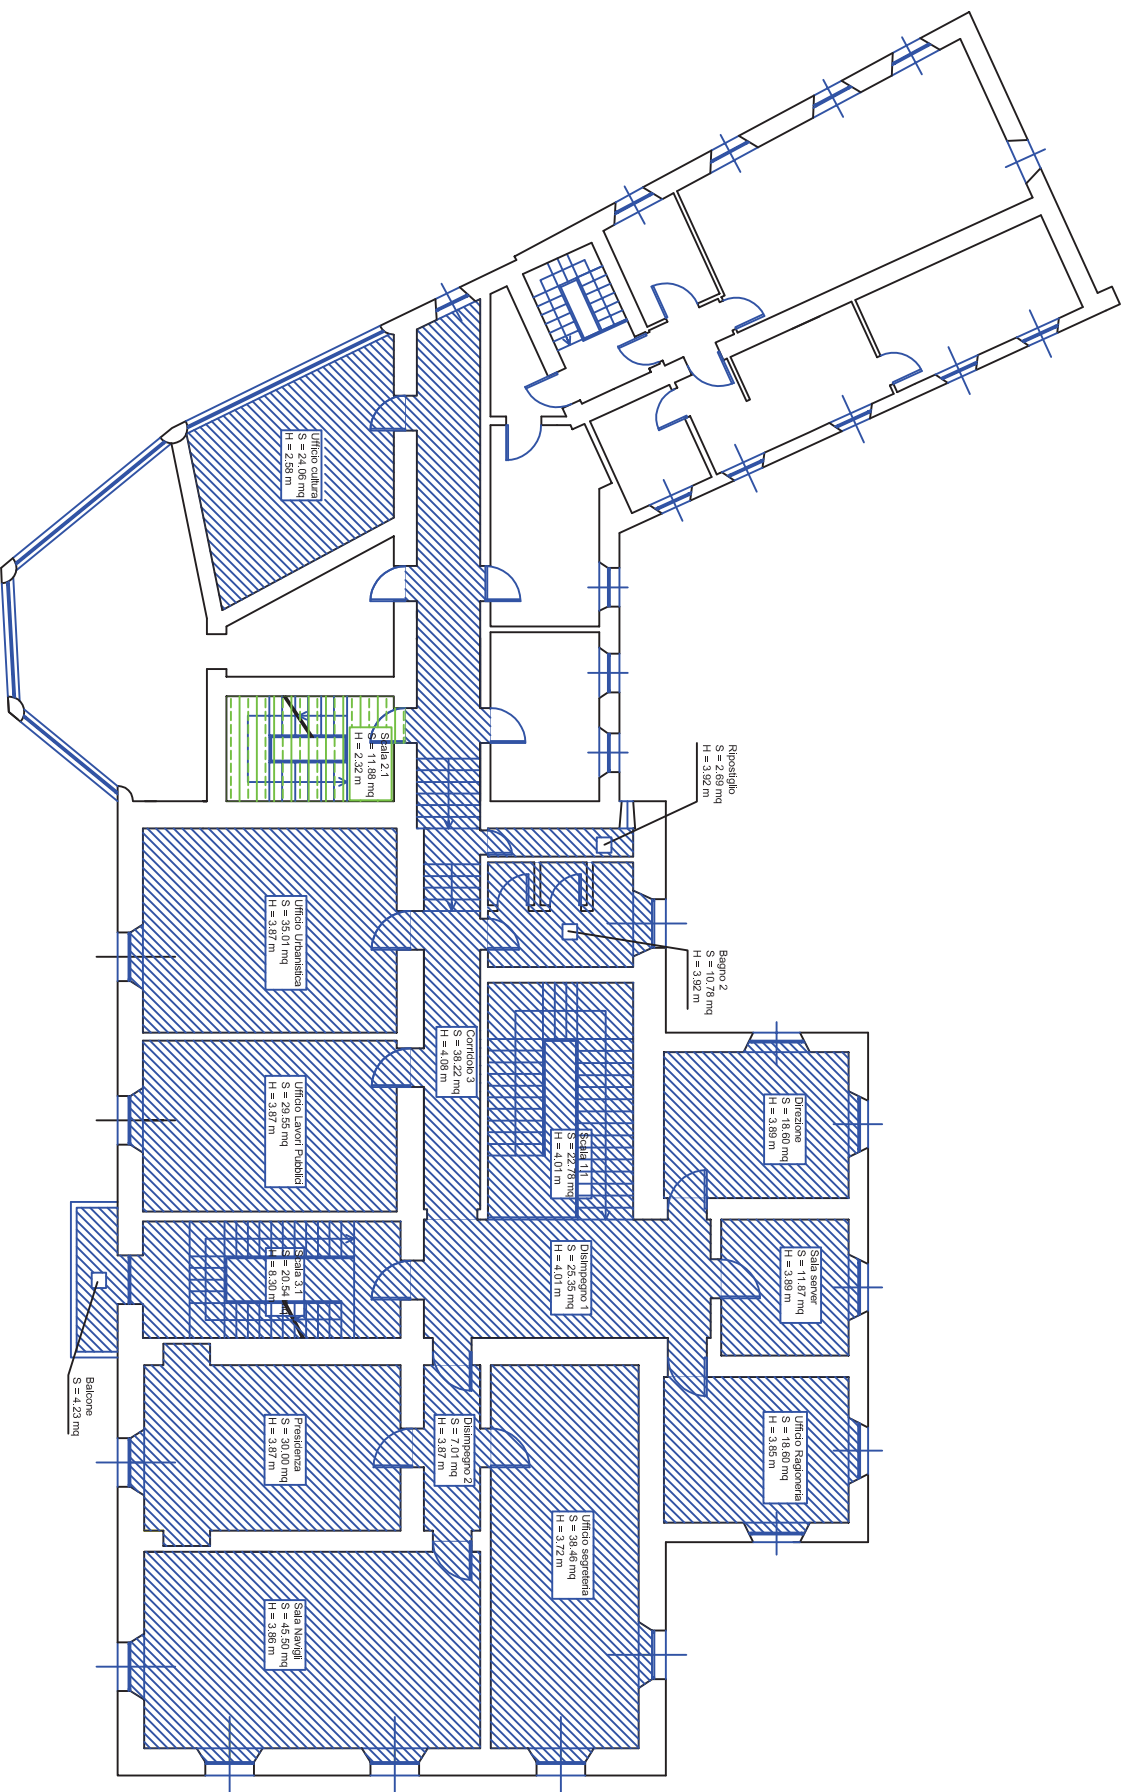 Ufficio cultura
S = 24.06 mq
H = 2.58 m
Scala 2.1
S = 11.88 mq
H = 2.32 m
Ripostiglio
S = 2.69 mq
H = 3.92 m
Bagno 2
S = 10.78 mq
H = 3.92 m
Ufficio Urbanistica
S = 35.01 mq
H = 3.87 m
Corridoio 3
S = 38.22 mq
H = 4.08 m
Ufficio Lavori Pubblici
S = 29.55 mq
H = 3.87 m
Scala 1.1
S = 22.78 mq
H = 4.01 m
Direzione
S = 18.60 mq
H = 3.89 m
Sala server
S = 11.87 mq
H = 3.89 m
Disimpegno 1
S = 25.35 mq
H = 4.01 m
Scala 3.1
S = 20.54 mq
H = 8.30 m
Balcone
S = 4.23 mq
Presidenza
S = 30.00 mq
H = 3.87 m
Disimpegno 2
S = 7.01 mq
H = 3.87 m
Ufficio Ragioneria
S = 18.60 mq
H = 3.85 m
Ufficio segreteria
S = 38.46 mq
H = 3.72 m
Sala Navigli
S = 45.50 mq
H = 3.86 m